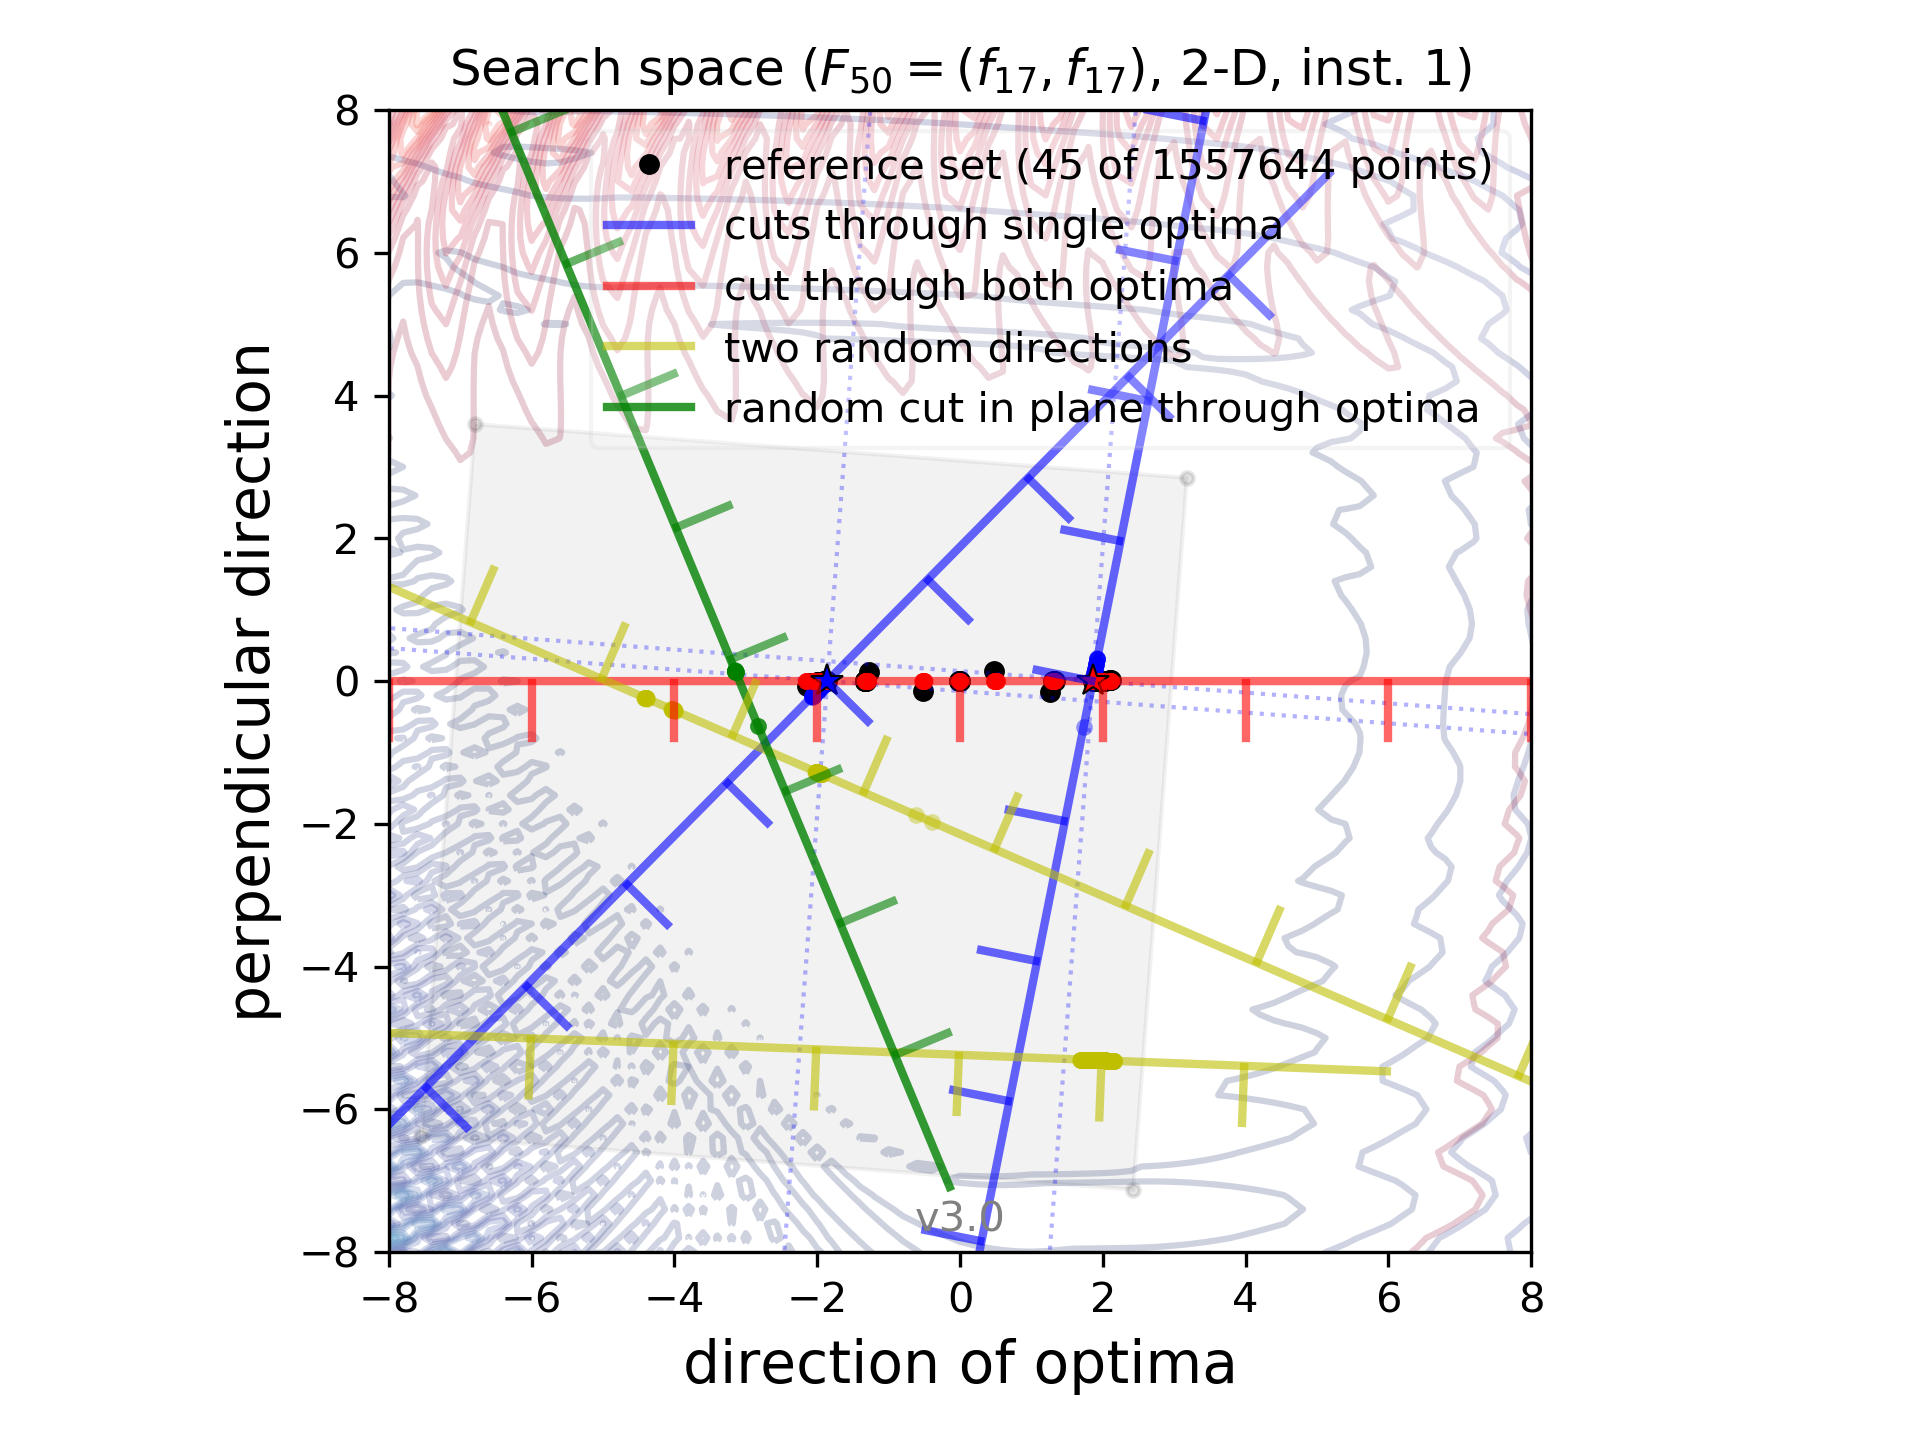 Search space (F50 = (f17, f17), 2-D, inst. 1)
reference set (45 of 1557644 points)
cuts through single optima
cut through both optima
two random directions
random cut in plane through optima
8
6
4
2
0
−2
−4
−6
−8
perpendicular direction
v3.0
−8 −6 −4 −2 0 2 4 6 8
direction of optima